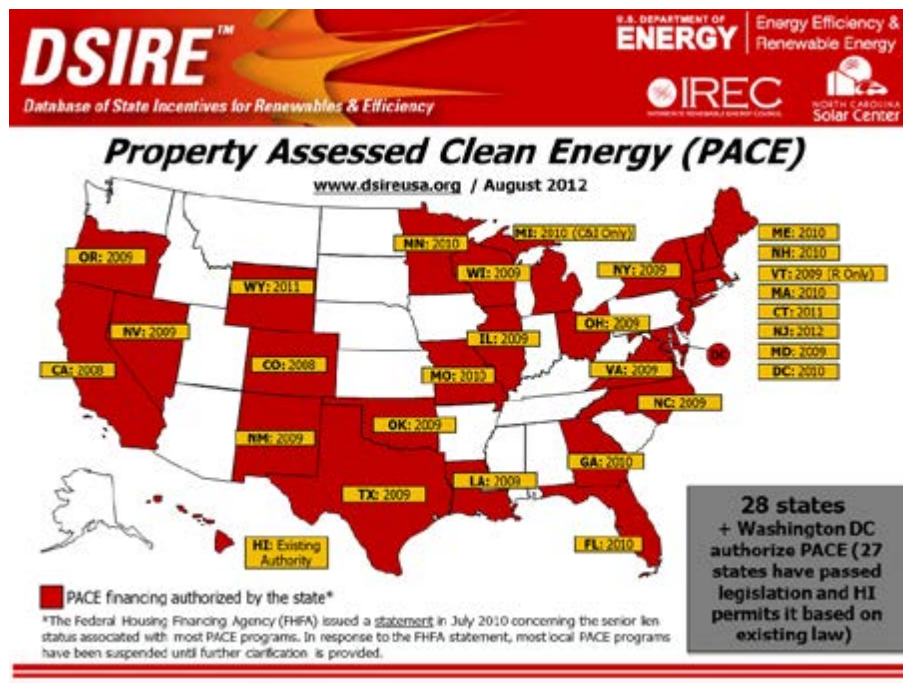 DSIRE™
Database of State Incentives for Renewables & Efficiency
U.S. DEPARTMENT OF
ENERGY
Energy Efficiency &
Renewable Energy
IREC
INTERSTATE RENEWABLE ENERGY COUNCIL
NORTH CAROLINA
Solar Center
Property Assessed Clean Energy (PACE)
www.dsireusa.org / August 2012
OR: 2009
WY: 2011
NV: 2009
CA: 2008
CO: 2008
NM: 2009
MN: 2010
MI: 2010 (C&I Only)
WI: 2009
NY: 2009
IL: 2009
OH: 2009
MO: 2010
VA: 2009
NC: 2009
OK: 2009
GA: 2010
LA: 2009
TX: 2009
FL: 2010
HI: Existing
Authority
ME: 2010
NH: 2010
VT: 2009 (R Only)
MA: 2010
CT: 2011
NJ: 2012
MD: 2009
DC: 2010
DC
28 states
+ Washington DC
authorize PACE (27
states have passed
legislation and HI
permits it based on
existing law)
PACE financing authorized by the state*
*The Federal Housing Financing Agency (FHFA) issued a statement in July 2010 concerning the senior lien
status associated with most PACE programs. In response to the FHFA statement, most local PACE programs
have been suspended until further clarification is provided.